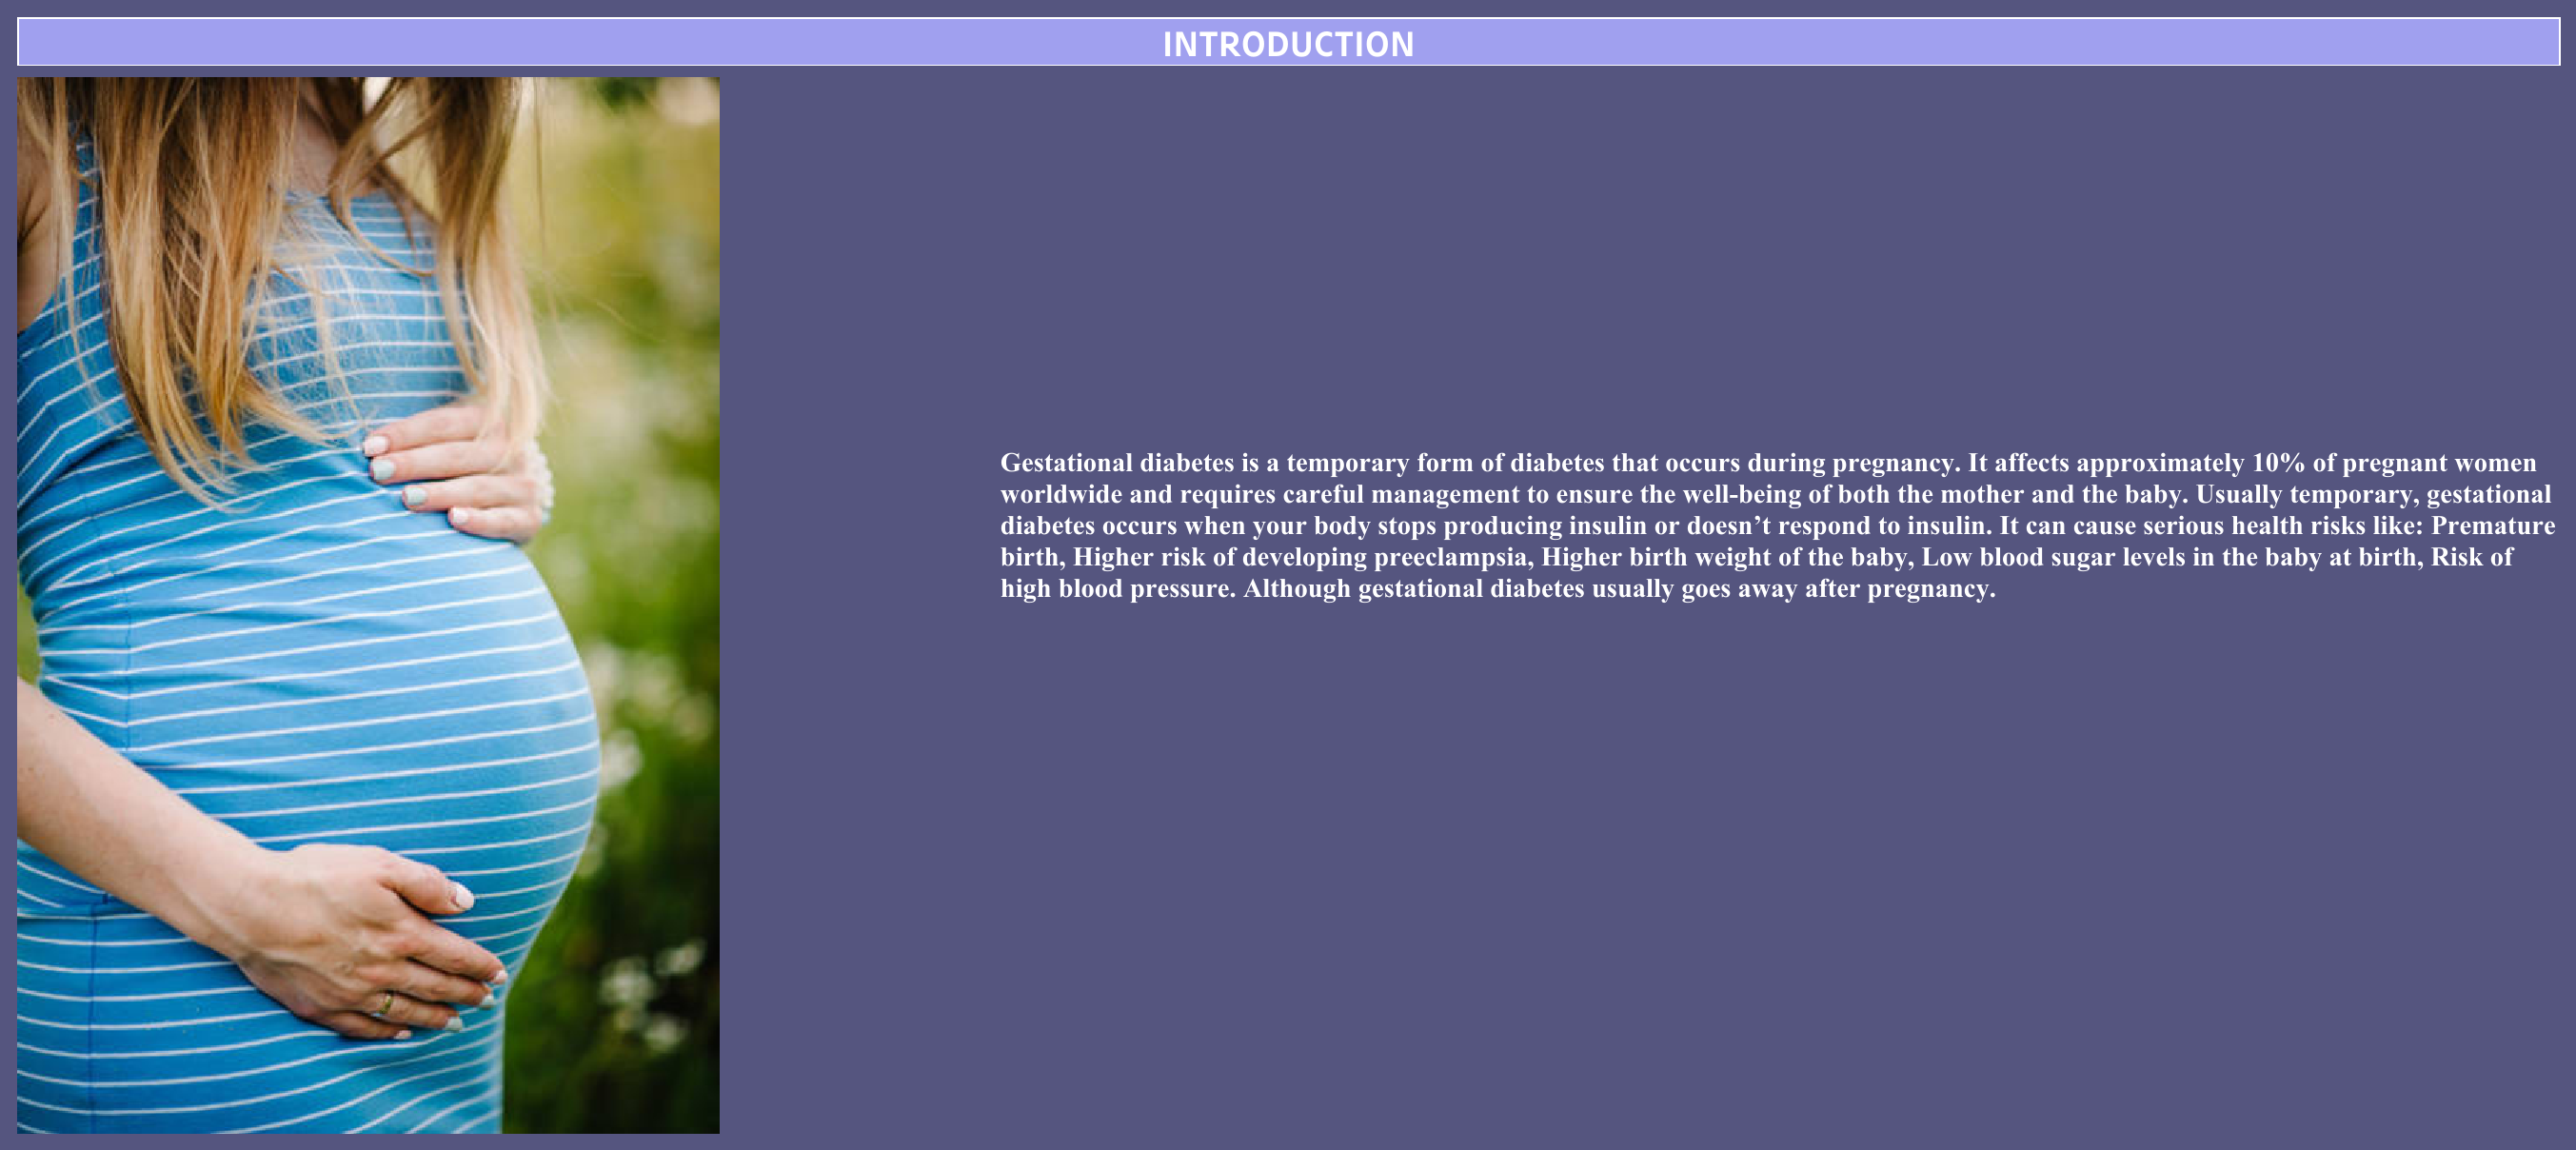 INTRODUCTION
Gestational diabetes is a temporary form of diabetes that occurs during pregnancy. It affects approximately 10% of pregnant women
worldwide and requires careful management to ensure the well-being of both the mother and the baby. Usually temporary, gestational
diabetes occurs when your body stops producing insulin or doesn’t respond to insulin. It can cause serious health risks like: Premature
birth, Higher risk of developing preeclampsia, Higher birth weight of the baby, Low blood sugar levels in the baby at birth, Risk of
high blood pressure. Although gestational diabetes usually goes away after pregnancy.